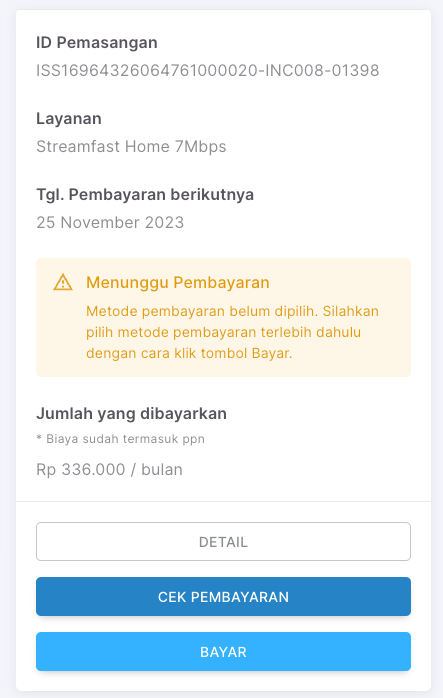 ID Pemasangan
ISS16964326064761000020-INC008-01398
Layanan
Streamfast Home 7Mbps
Tgl. Pembayaran berikutnya
25 November 2023
Menunggu Pembayaran
Metode pembayaran belum dipilih. Silahkan
pilih metode pembayaran terlebih dahulu
dengan cara klik tombol Bayar.
Jumlah yang dibayarkan
* Biaya sudah termasuk ppn
Rp 336.000 / bulan
DETAIL
CEK PEMBAYARAN
BAYAR